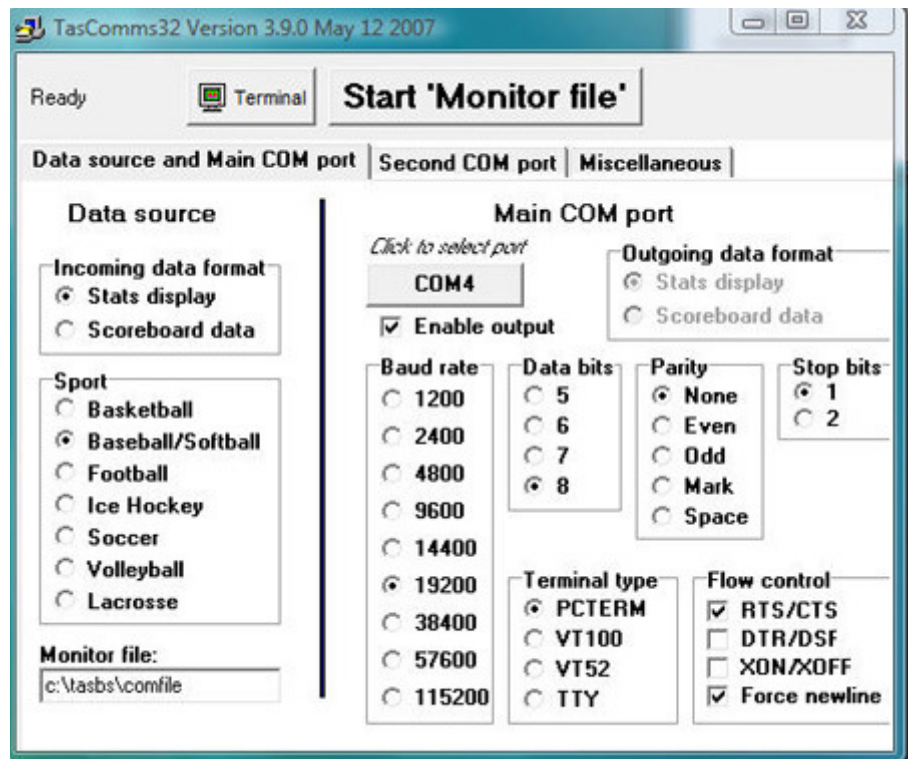 TasComms32 Version 3.9.0 May 12 2007
Ready
Terminal
Start 'Monitor file'
Data source and Main COM port
Second COM port
Miscellaneous
Data source
Incoming data format
Stats display
Scoreboard data
Sport
Basketball
Baseball/Softball
Football
Ice Hockey
Soccer
Volleyball
Lacrosse
Monitor file:
c:\tasbs\comfile
Main COM port
Click to select port
COM4
Enable output
Outgoing data format
Stats display
Scoreboard data
Baud rate
1200
2400
4800
9600
14400
19200
38400
57600
115200
Data bits
5
6
7
8
Parity
None
Even
Odd
Mark
Space
Stop bits
1
2
Terminal type
PCTERM
VT100
VT52
TTY
Flow control
RTS/CTS
DTR/DSF
XON/XOFF
Force newline